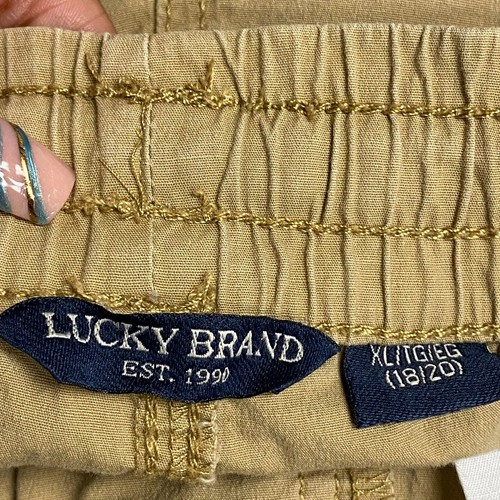 LUCKY BRAND
EST. 1990
XL/TG/EG
(18/20)